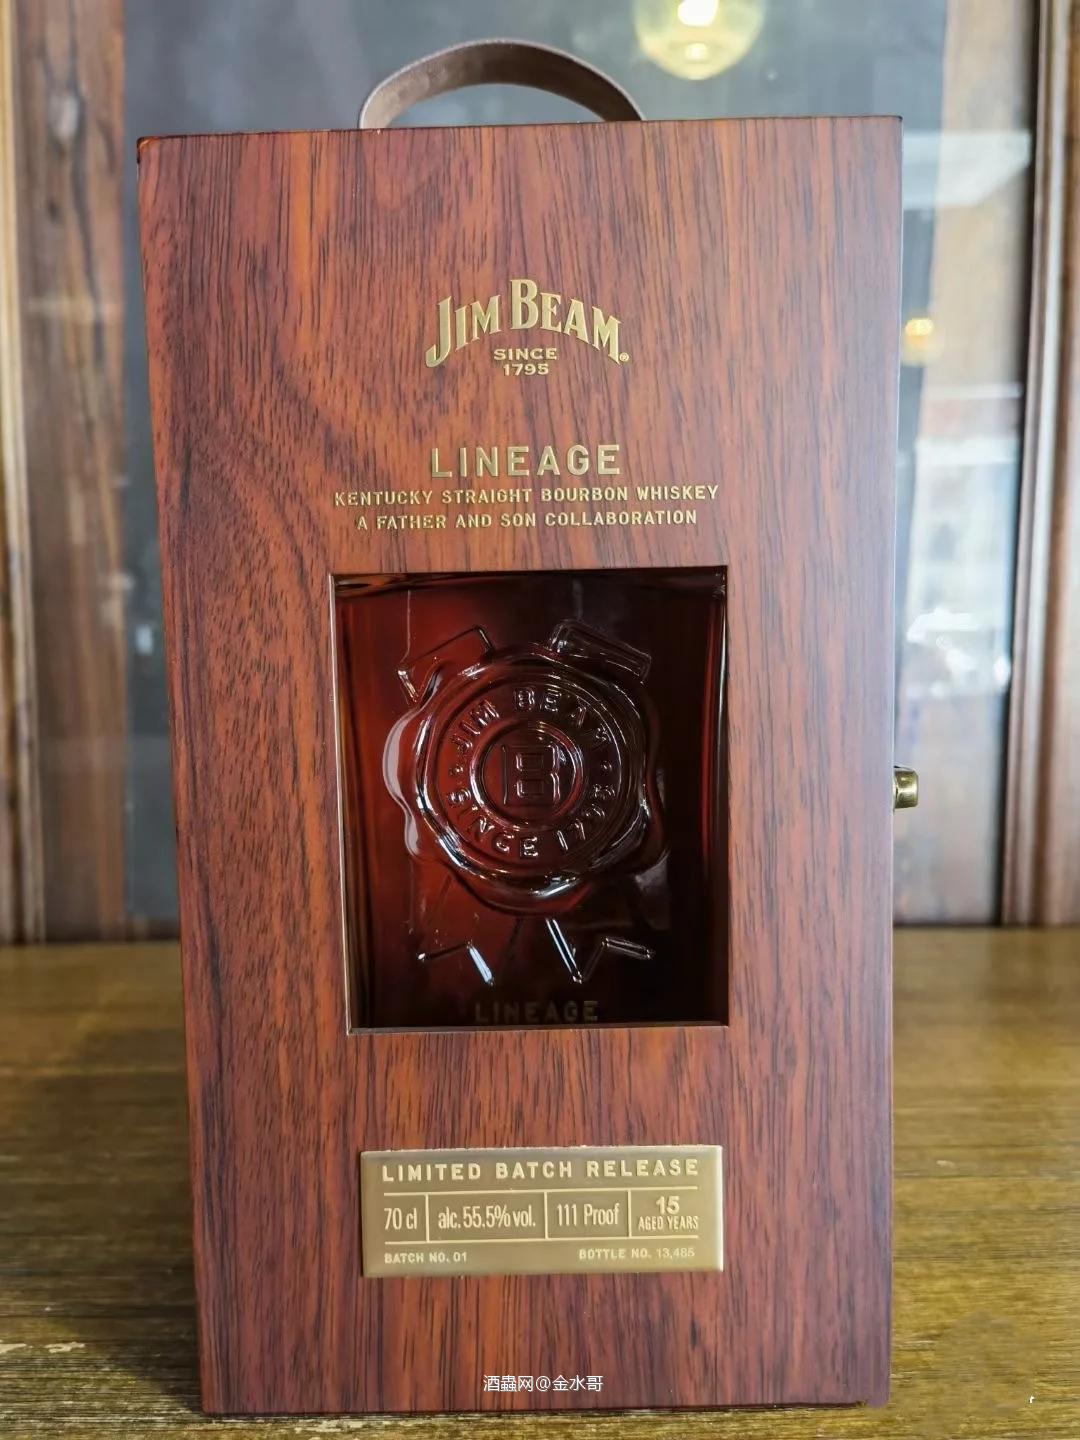 JIM BEAM®
SINCE
1795
LINEAGE
KENTUCKY STRAIGHT BOURBON WHISKEY
A FATHER AND SON COLLABORATION
JIM BEAM · SINCE 1795 ·
B
LINEAGE
LIMITED BATCH RELEASE
70 cl alc. 55.5% vol. 111 Proof 15 AGED YEARS
BATCH NO. 01 BOTTLE NO. 13,485
酒蟲网@金水哥